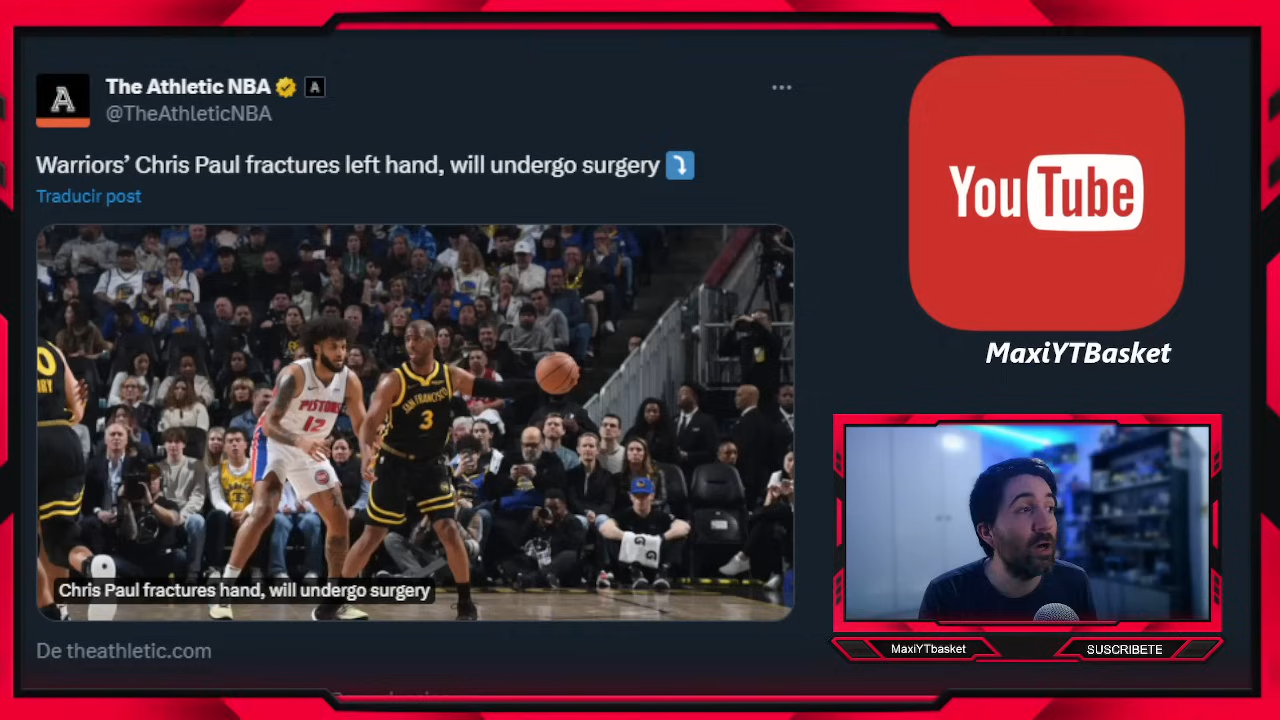 The Athletic NBA
@TheAthleticNBA
Warriors’ Chris Paul fractures left hand, will undergo surgery
Traducir post
PISTONS
12
SAN FRANCISCO
3
Chris Paul fractures hand, will undergo surgery
De theathletic.com
YouTube
MaxiYTBasket
MaxiYTbasket
SUSCRIBETE